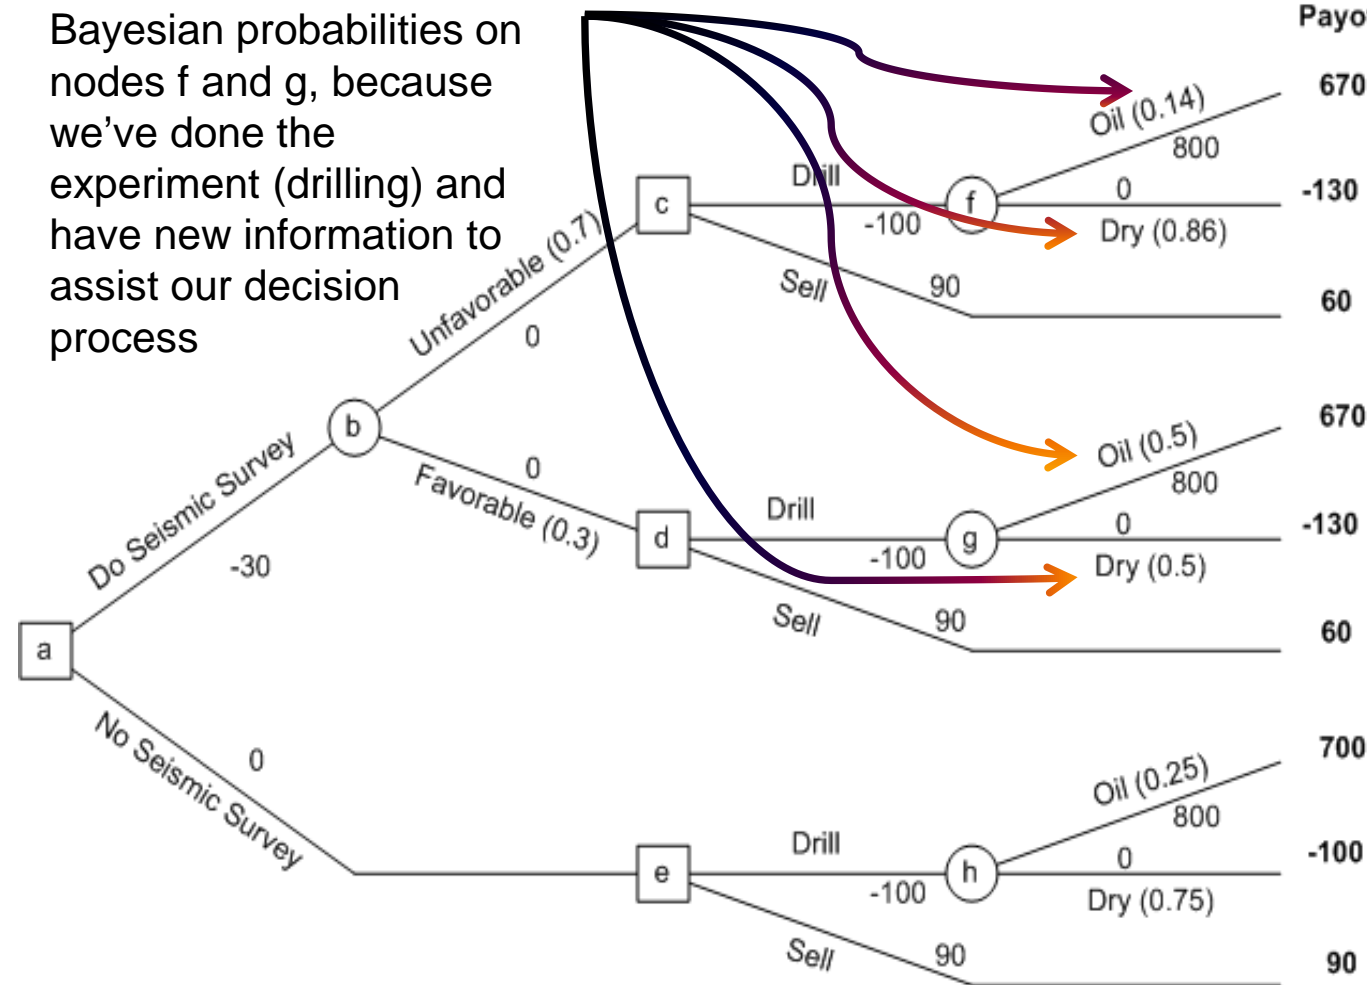 Bayesian probabilities on
nodes f and g, because
we’ve done the
experiment (drilling) and
have new information to
assist our decision
process
Payo
Oil (0.14)
670
800
Drill
0
-130
c
f
-100
Dry (0.86)
Unfavorable (0.7)
Sell
90
60
0
b
670
Oil (0.5)
800
0
Favorable (0.3)
Drill
0
-130
d
g
-100
Dry (0.5)
Do Seismic Survey
-30
Sell
90
60
a
No Seismic Survey
0
700
Oil (0.25)
800
Drill
0
-100
e
h
-100
Dry (0.75)
Sell
90
90